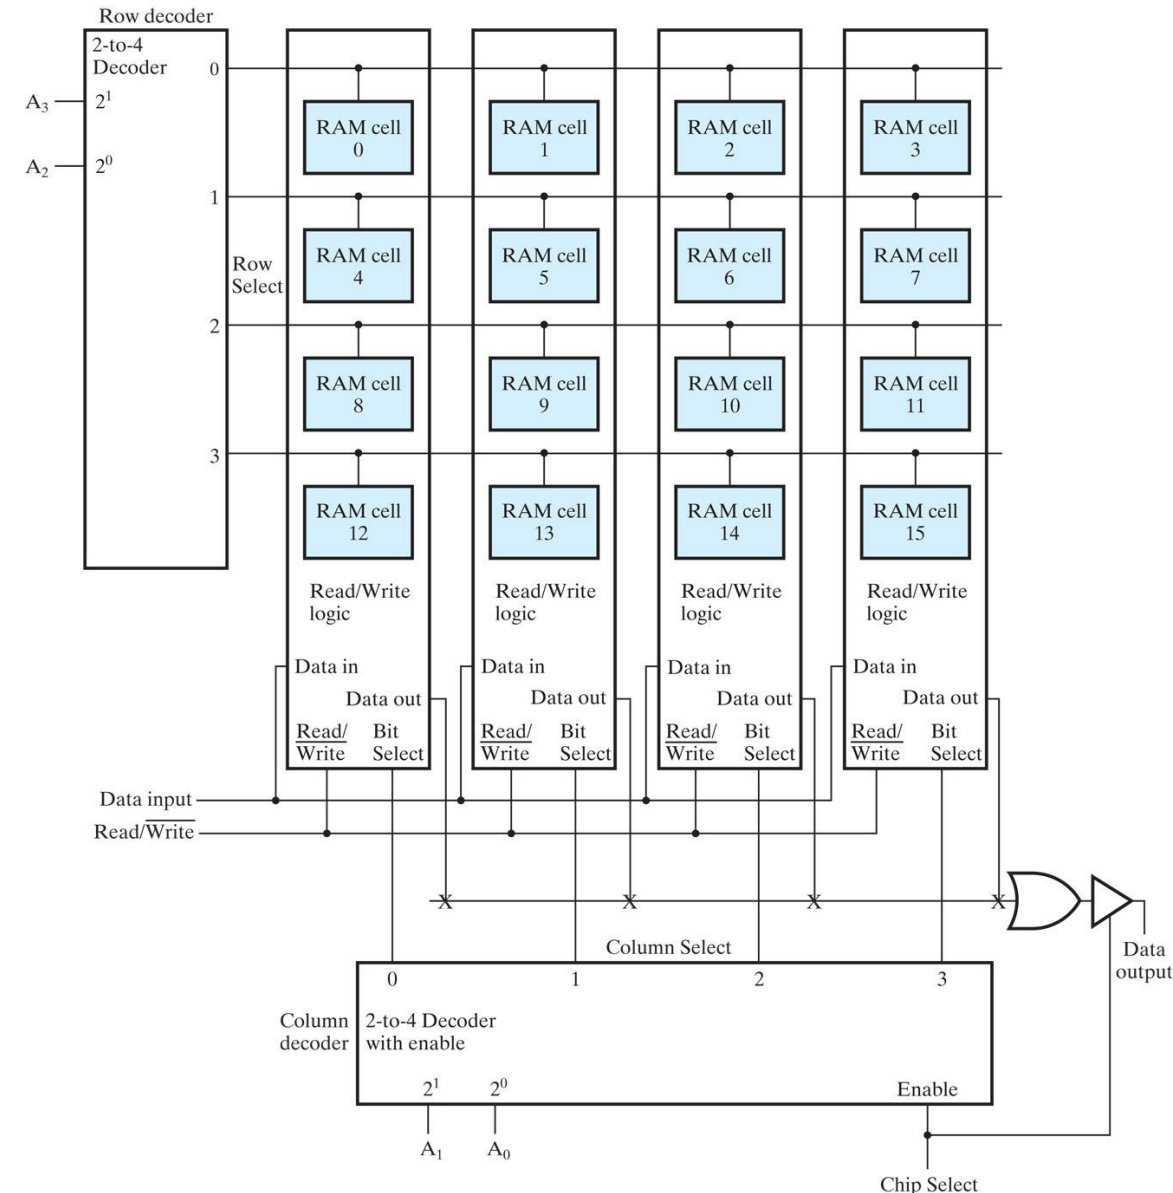 Row decoder
2-to-4
Decoder
0
A₃
2¹
RAM cell
0
RAM cell
1
RAM cell
2
RAM cell
3
A₂
2⁰
1
Row
Select
RAM cell
4
RAM cell
5
RAM cell
6
RAM cell
7
2
RAM cell
8
RAM cell
9
RAM cell
10
RAM cell
11
3
RAM cell
12
RAM cell
13
RAM cell
14
RAM cell
15
Read/Write
logic
Read/Write
logic
Read/Write
logic
Read/Write
logic
Data in
Data in
Data in
Data in
Data out
Data out
Data out
Data out
Read/
Write
Bit
Select
Read/
Write
Bit
Select
Read/
Write
Bit
Select
Read/
Write
Bit
Select
Data input
Read/Write
X
X
X
X
Data
output
Column Select
0
1
2
3
Column
decoder
2-to-4 Decoder
with enable
2¹
2⁰
Enable
A₁
A₀
Chip Select